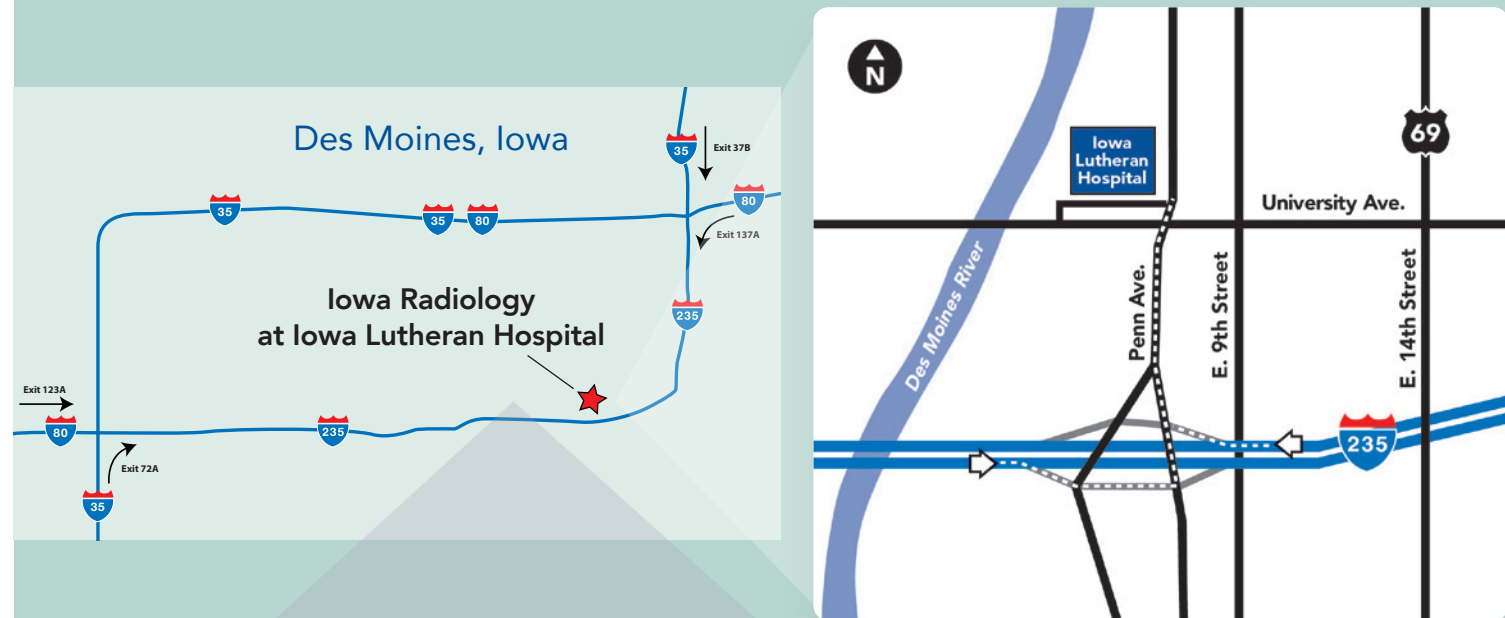 Des Moines, Iowa
35
Exit 37B
80
35
35
80
Exit 137A
Iowa Radiology
at Iowa Lutheran Hospital
235
Exit 123A
80
235
Exit 72A
35
N
Iowa
Lutheran
Hospital
69
University Ave.
Des Moines River
Penn Ave.
E. 9th Street
E. 14th Street
235